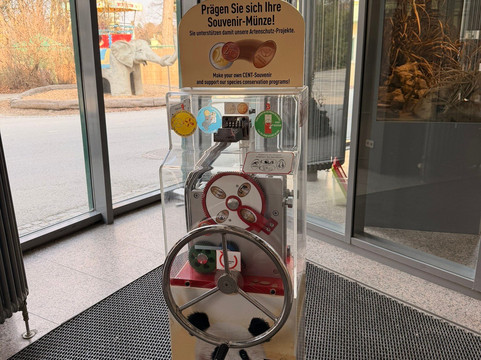 Prägen Sie sich Ihre
Souvenir-Münze!
Sie unterstützen damit unsere Artenschutz-Projekte.
Make your own CENT-Souvenir
and support our species conservation programs!